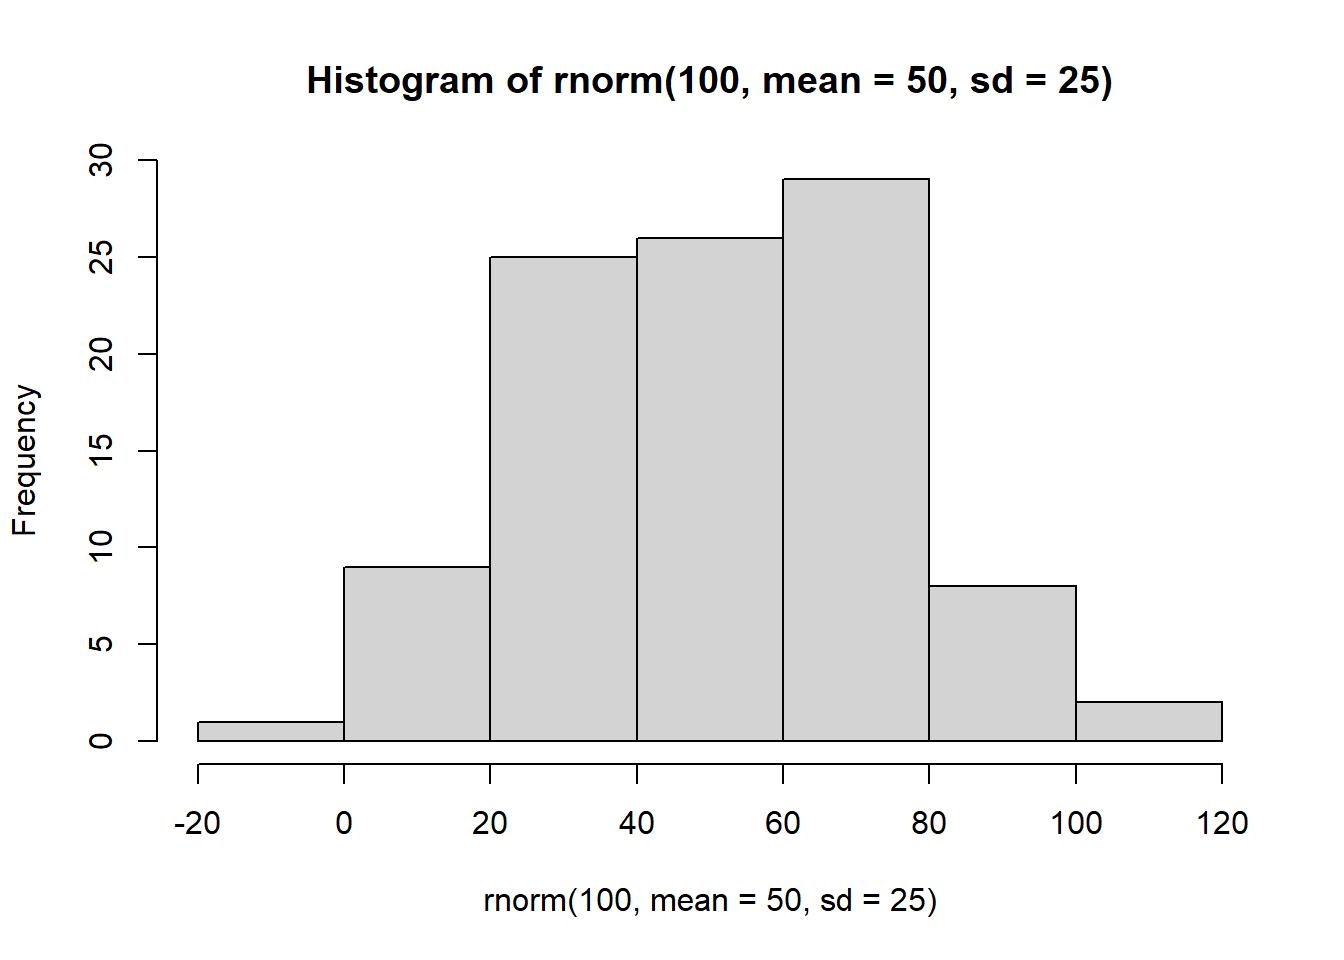 Histogram of rnorm(100, mean = 50, sd = 25)
30
25
20
15
10
5
0
Frequency
-20 0 20 40 60 80 100 120
rnorm(100, mean = 50, sd = 25)